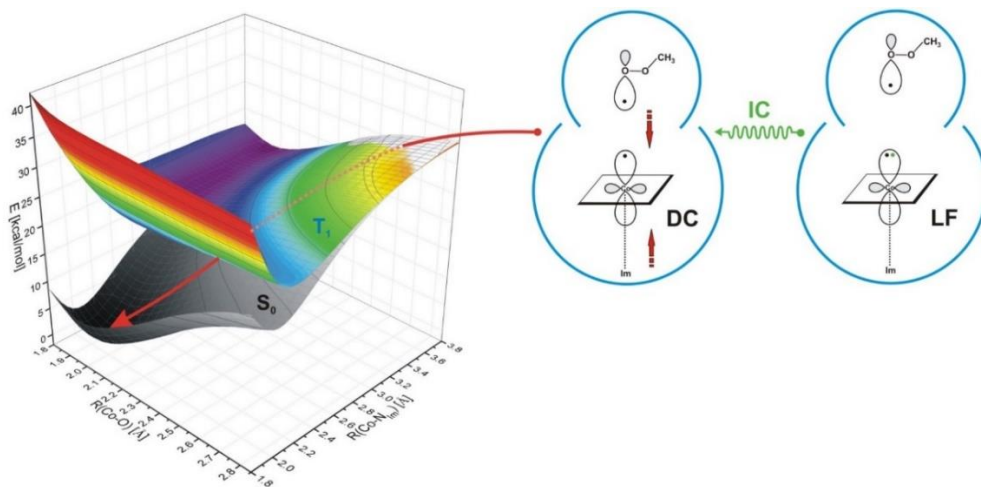 40
35
30
25
20
15
10
5
0
E [kcal/mol]
1.8
1.9
2.0
2.1
2.2
2.3
2.4
2.5
2.6
2.7
2.8
R(Co-O) [Å]
1.8
2.0
2.2
2.4
2.6
2.8
3.0
3.2
3.4
3.6
3.8
R(Co-N_Im) [Å]
T₁
S₀
CH₃
O—O
Co
DC
Im
IC
CH₃
O—O
Co
LF
Im